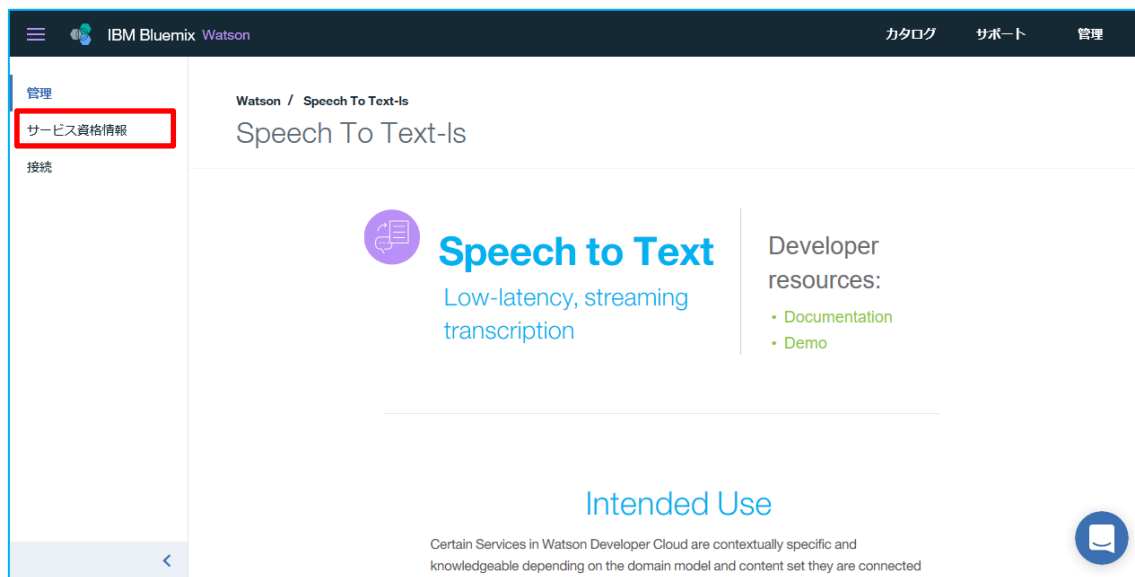 IBM Bluemix Watson
カタログ サポート 管理
管理
サービス資格情報
接続
Watson / Speech To Text-ls
Speech To Text-ls
Speech to Text
Low-latency, streaming
transcription
Developer
resources:
• Documentation
• Demo
Intended Use
Certain Services in Watson Developer Cloud are contextually specific and
knowledgeable depending on the domain model and content set they are connected